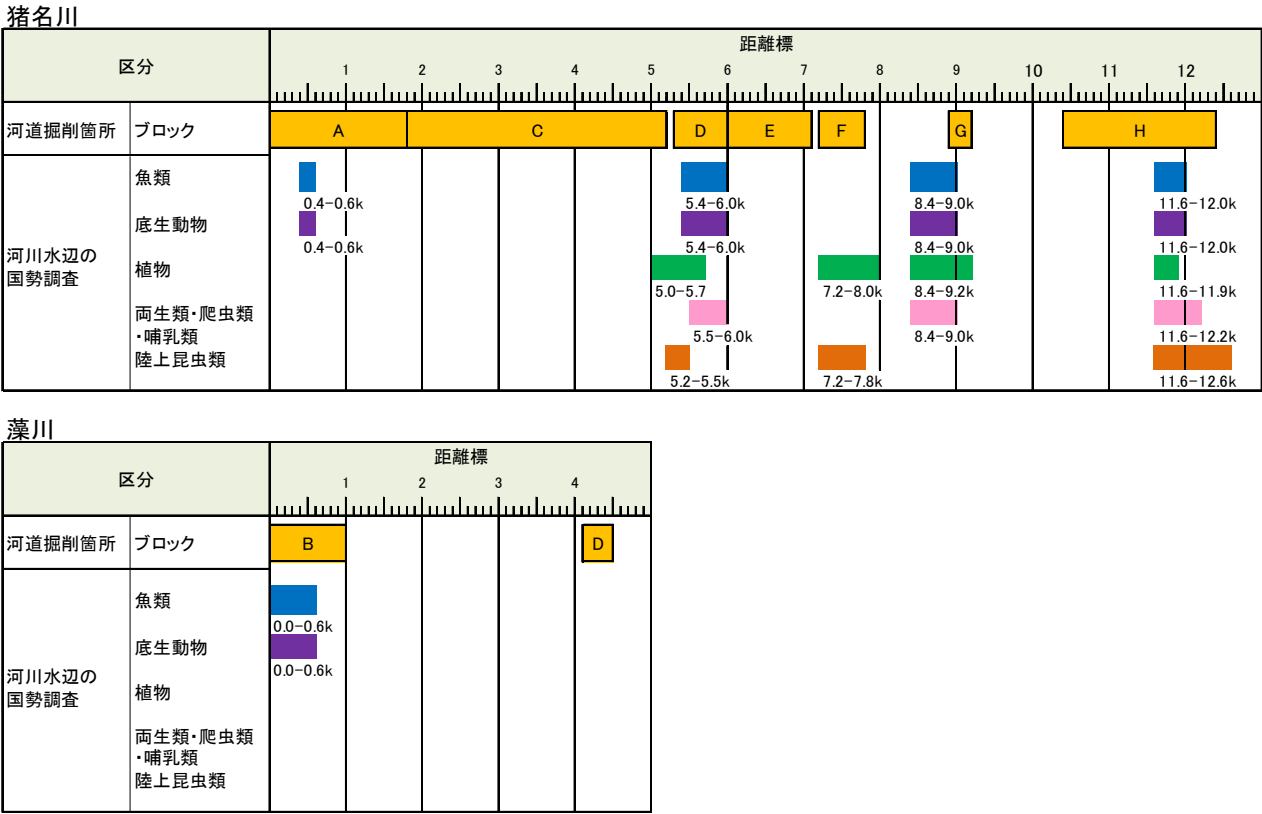 猪名川
区分
距離標
1 2 3 4 5 6 7 8 9 10 11 12
河道掘削箇所 ブロック A C D E F G H
河川水辺の
国勢調査
魚類
0.4-0.6k 5.4-6.0k 8.4-9.0k 11.6-12.0k
底生動物
0.4-0.6k 5.4-6.0k 8.4-9.0k 11.6-12.0k
植物
5.0-5.7 7.2-8.0k 8.4-9.2k 11.6-11.9k
両生類・爬虫類
・哺乳類
5.5-6.0k 8.4-9.0k 11.6-12.2k
陸上昆虫類
5.2-5.5k 7.2-7.8k 11.6-12.6k
藻川
区分
距離標
1 2 3 4
河道掘削箇所 ブロック B D
河川水辺の
国勢調査
魚類
0.0-0.6k
底生動物
0.0-0.6k
植物
両生類・爬虫類
・哺乳類
陸上昆虫類